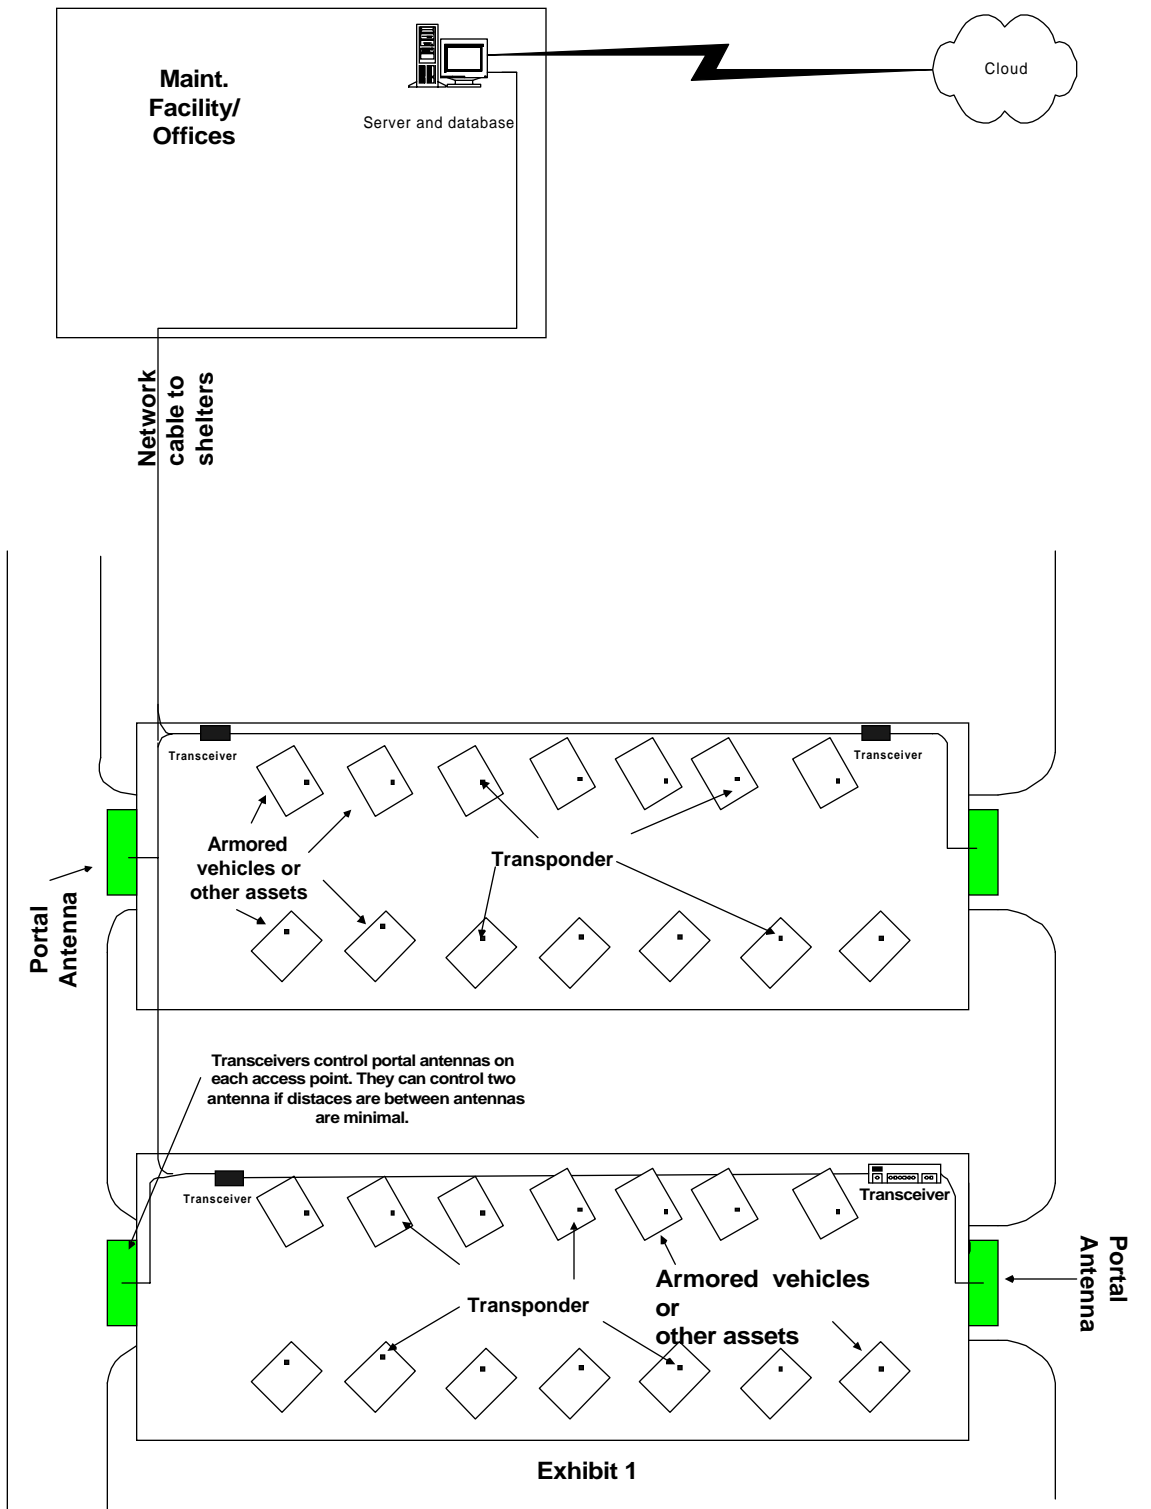 Maint.
Facility/
Offices
Server and database
Cloud
Network
cable to
shelters
Transceiver
Transceiver
Armored
vehicles or
other assets
Transponder
Portal
Antenna
Transceivers control portal antennas on
each access point. They can control two
antenna if distaces are between antennas
are minimal.
Transceiver
Transceiver
Armored vehicles
or
other assets
Transponder
Portal
Antenna
Exhibit 1